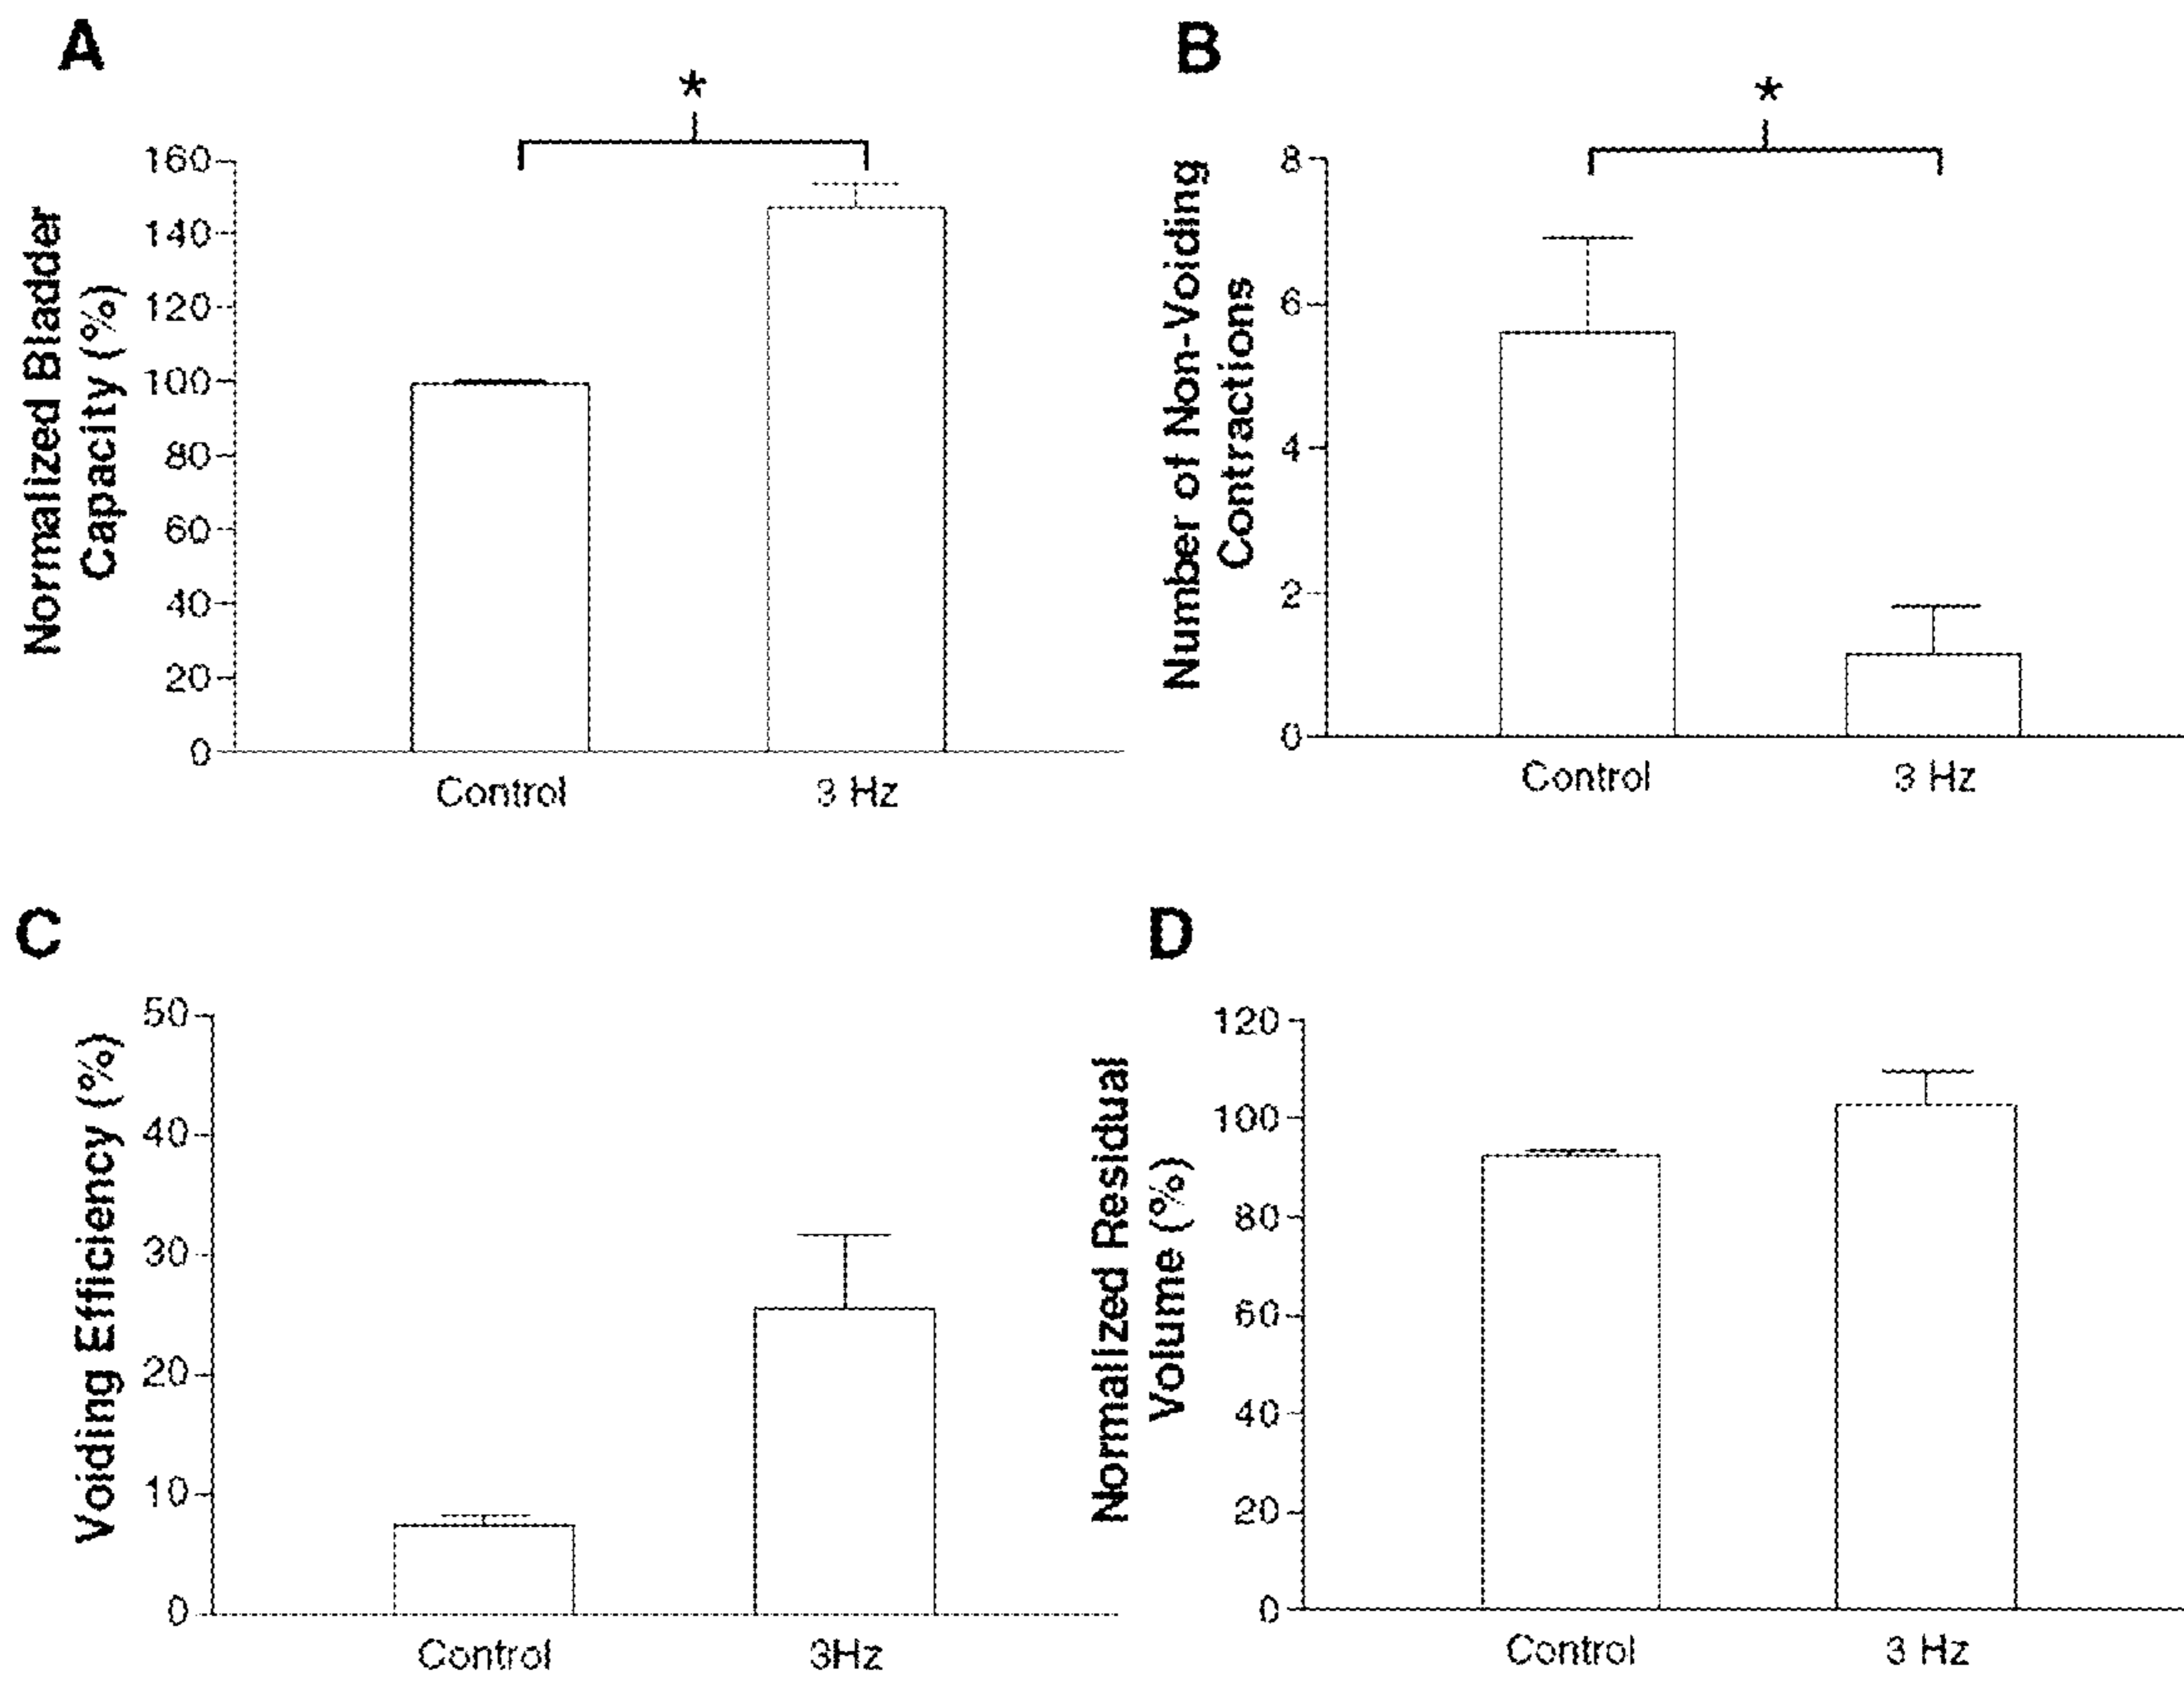 A
*
Normalized Bladder
Capacity (%)
160
140
120
100
80
60
40
20
0
Control
3 Hz
B
*
Number of Non-Voiding
Contractions
8
6
4
2
0
Control
3 Hz
C
Voiding Efficiency (%)
50
40
30
20
10
0
Control
3Hz
D
Normalized Residual
Volume (%)
120
100
80
60
40
20
0
Control
3 Hz